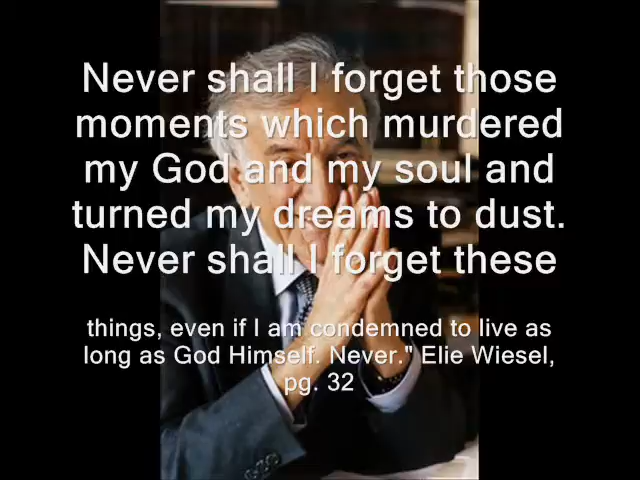 Never shall I forget those
moments which murdered
my God and my soul and
turned my dreams to dust.
Never shall I forget these
things, even if I am condemned to live as
long as God Himself. Never." Elie Wiesel,
pg. 32